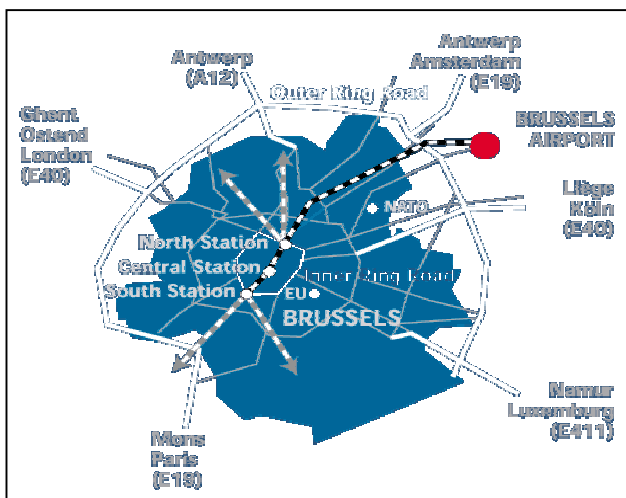 Antwerp
(A12)
Antwerp
Amsterdam
(E19)
Outer Ring Road
Ghent
Ostend
London
(E40)
BRUSSELS
AIRPORT
Liège
Köln
(E40)
NATO
North Station
Central Station
South Station
Inner Ring Road
EU
BRUSSELS
Namur
Luxemburg
(E411)
Mons
Paris
(E19)